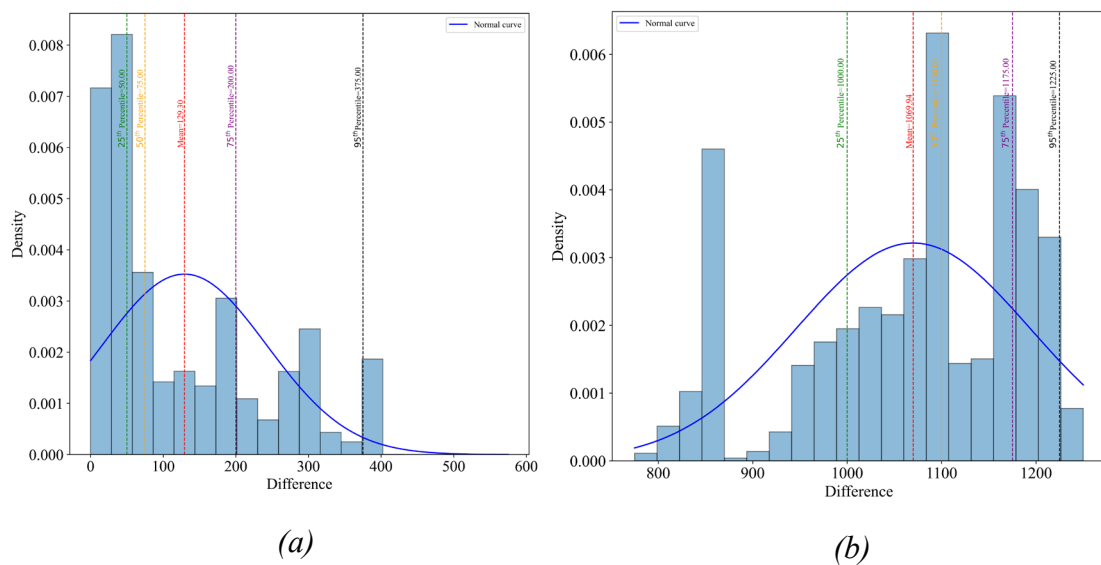 Normal curve
0.008
0.007
0.006
0.005
0.004
0.003
0.002
0.001
0.000
Density
25th Percentile=50.00
50th Percentile=75.00
Mean=129.30
75th Percentile=200.00
95th Percentile=375.00
0 100 200 300 400 500 600
Difference
(a)
Normal curve
0.006
0.005
0.004
0.003
0.002
0.001
0.000
Density
25th Percentile=1000.00
Mean=1069.94
75th Percentile=1175.00
95th Percentile=1225.00
800 900 1000 1100 1200
Difference
(b)